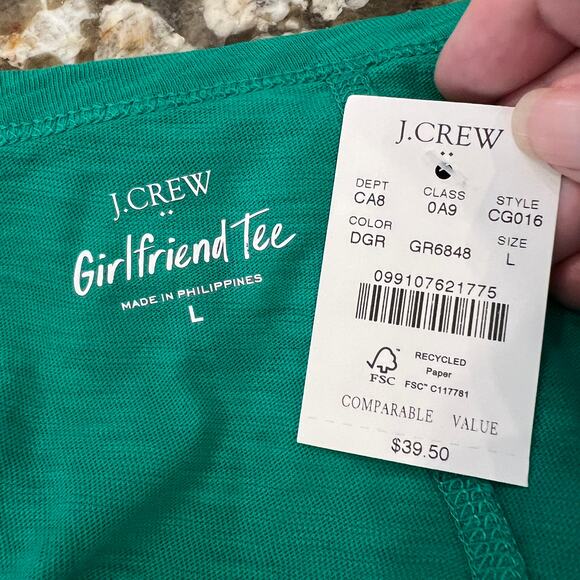 J.CREW
Girlfriend Tee
MADE IN PHILIPPINES
L
J.CREW
DEPT CLASS STYLE
CA8 0A9 CG016
COLOR SIZE
DGR GR6848 L
099107621775
FSC
RECYCLED
Paper
FSC™ C117781
COMPARABLE VALUE
$39.50